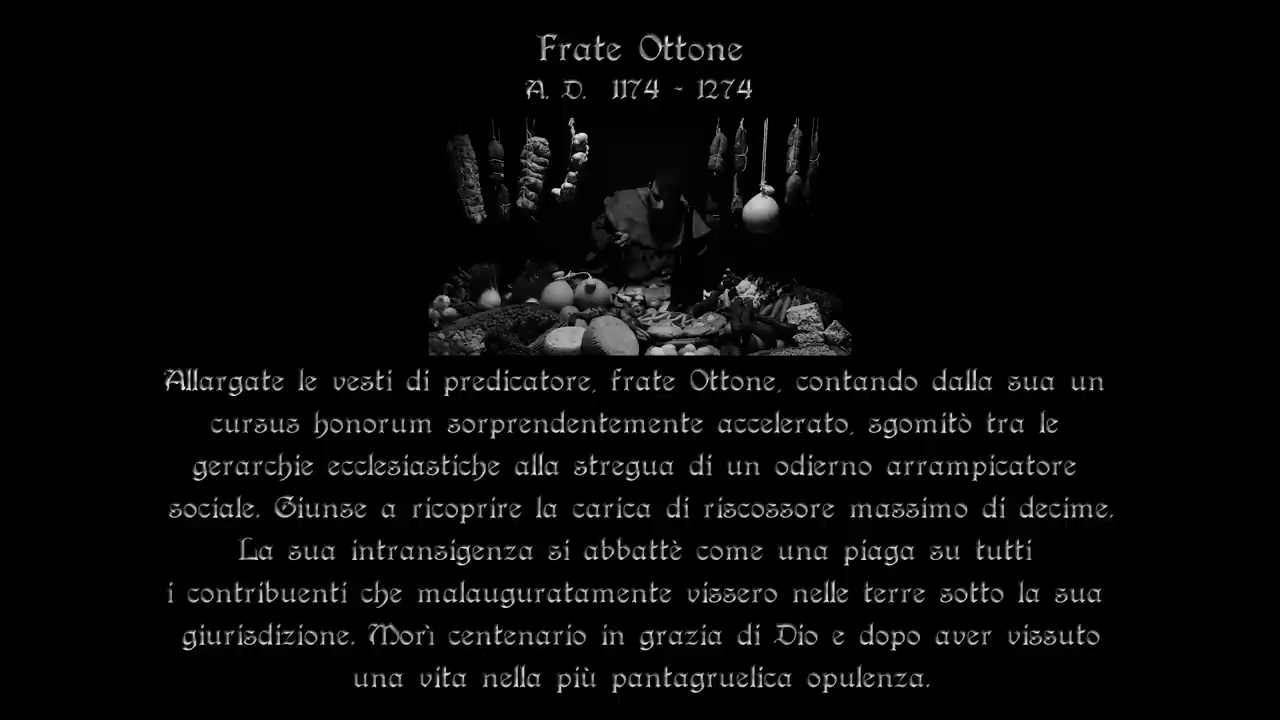 Frate Ottone
A. D. 1174 - 1274
Allargate le vesti di predicatore, frate Ottone, contando dalla sua un
cursus honorum sorprendentemente accelerato, sgomitò tra le
gerarchie ecclesiastiche alla stregua di un odierno arrampicatore
sociale. Giunse a ricoprire la carica di riscossore massimo di decime.
La sua intransigenza si abbattè come una piaga su tutti
i contribuenti che malauguratamente vissero nelle terre sotto la sua
giurisdizione. Morì centenario in grazia di Dio e dopo aver vissuto
una vita nella più pantagruelica opulenza.